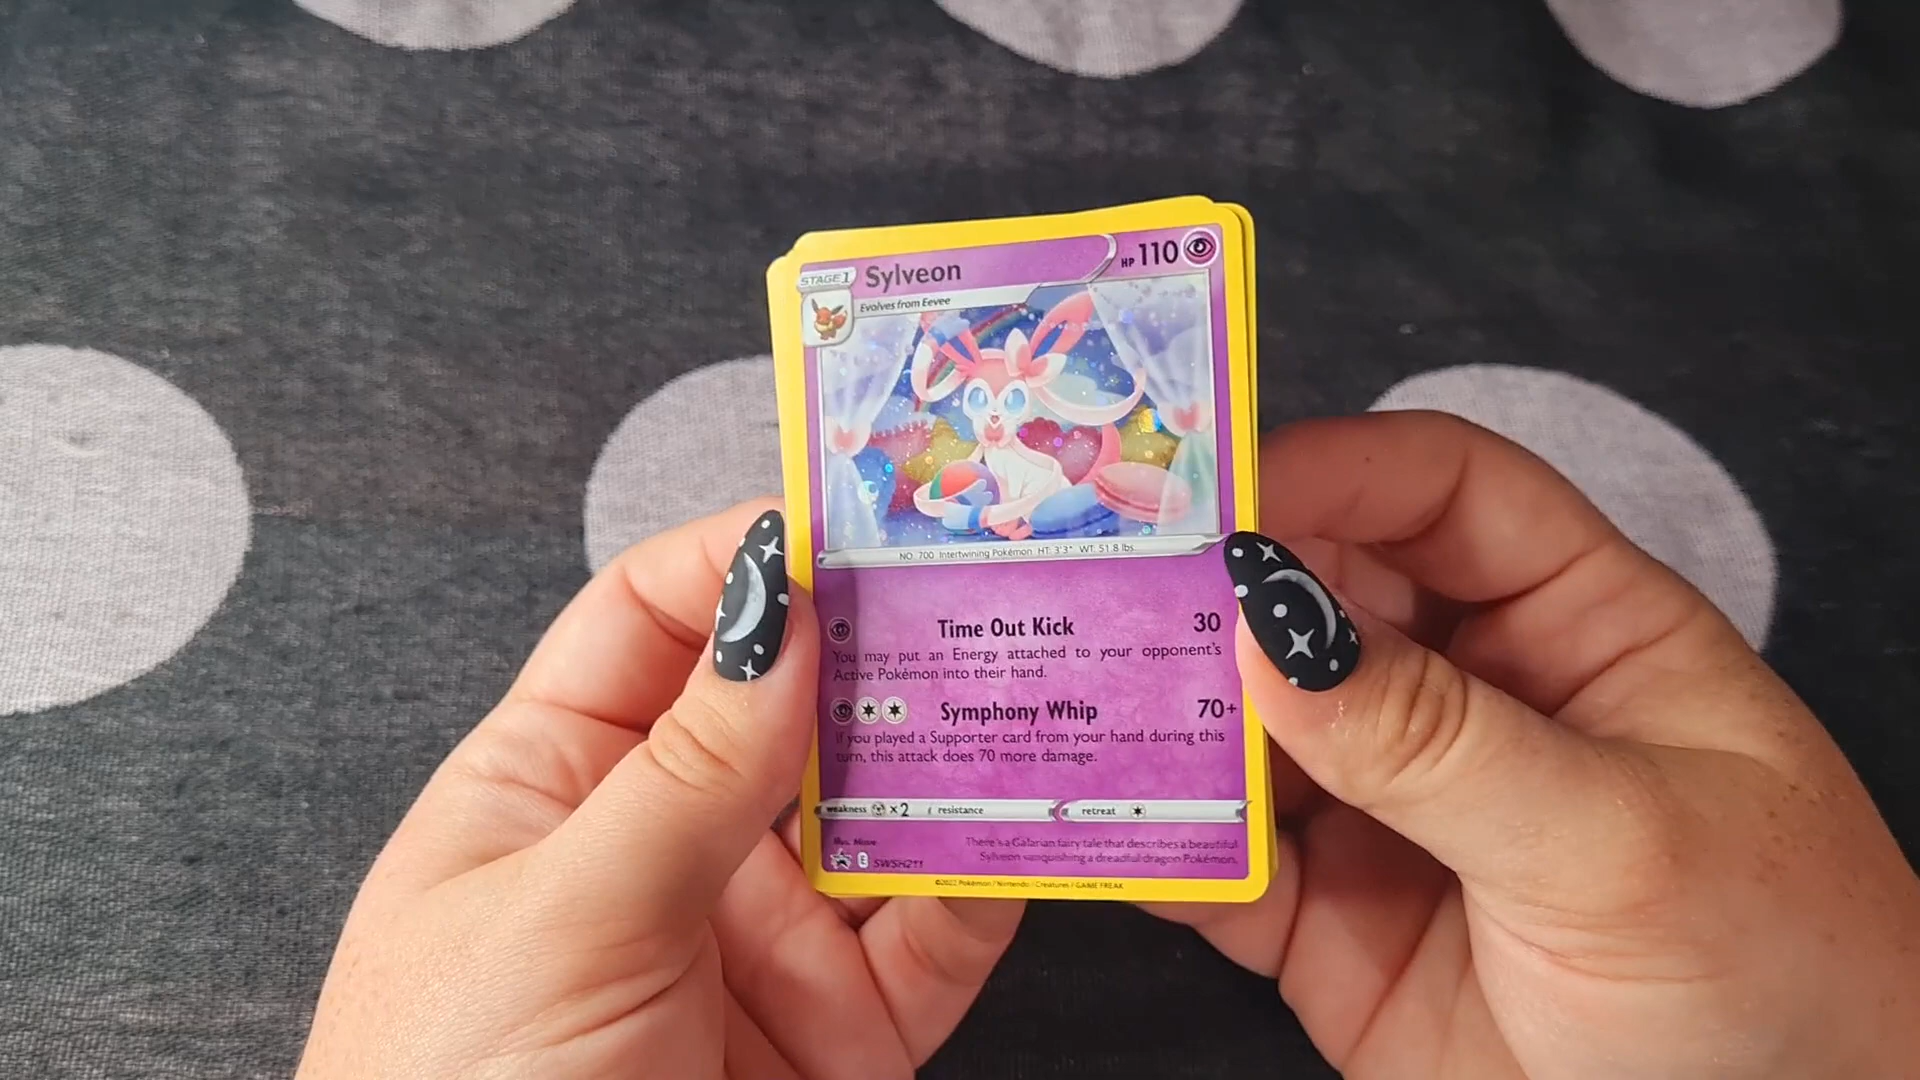 STAGE 1
Sylveon
HP 110
Evolves from Eevee
NO. 700 Intertwining Pokémon HT: 3'3" WT: 51.8 lbs.
Time Out Kick 30
You may put an Energy attached to your opponent's
Active Pokémon into their hand.
Symphony Whip 70+
If you played a Supporter card from your hand during this
turn, this attack does 70 more damage.
weakness ×2 resistance retreat
Illus.
There's a Galarian fairy tale that describes a beautiful
Sylveon vanquishing a dreadful dragon Pokémon.
E SWSH211
©2022 Pokémon / Nintendo / Creatures / GAME FREAK